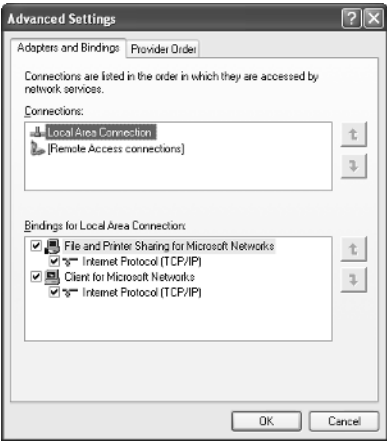 Advanced Settings
Adapters and Bindings Provider Order
Connections are listed in the order in which they are accessed by
network services.
Connections:
Local Area Connection
[Remote Access connections]
Bindings for Local Area Connection:
File and Printer Sharing for Microsoft Networks
Internet Protocol (TCP/IP)
Client for Microsoft Networks
Internet Protocol (TCP/IP)
OK Cancel